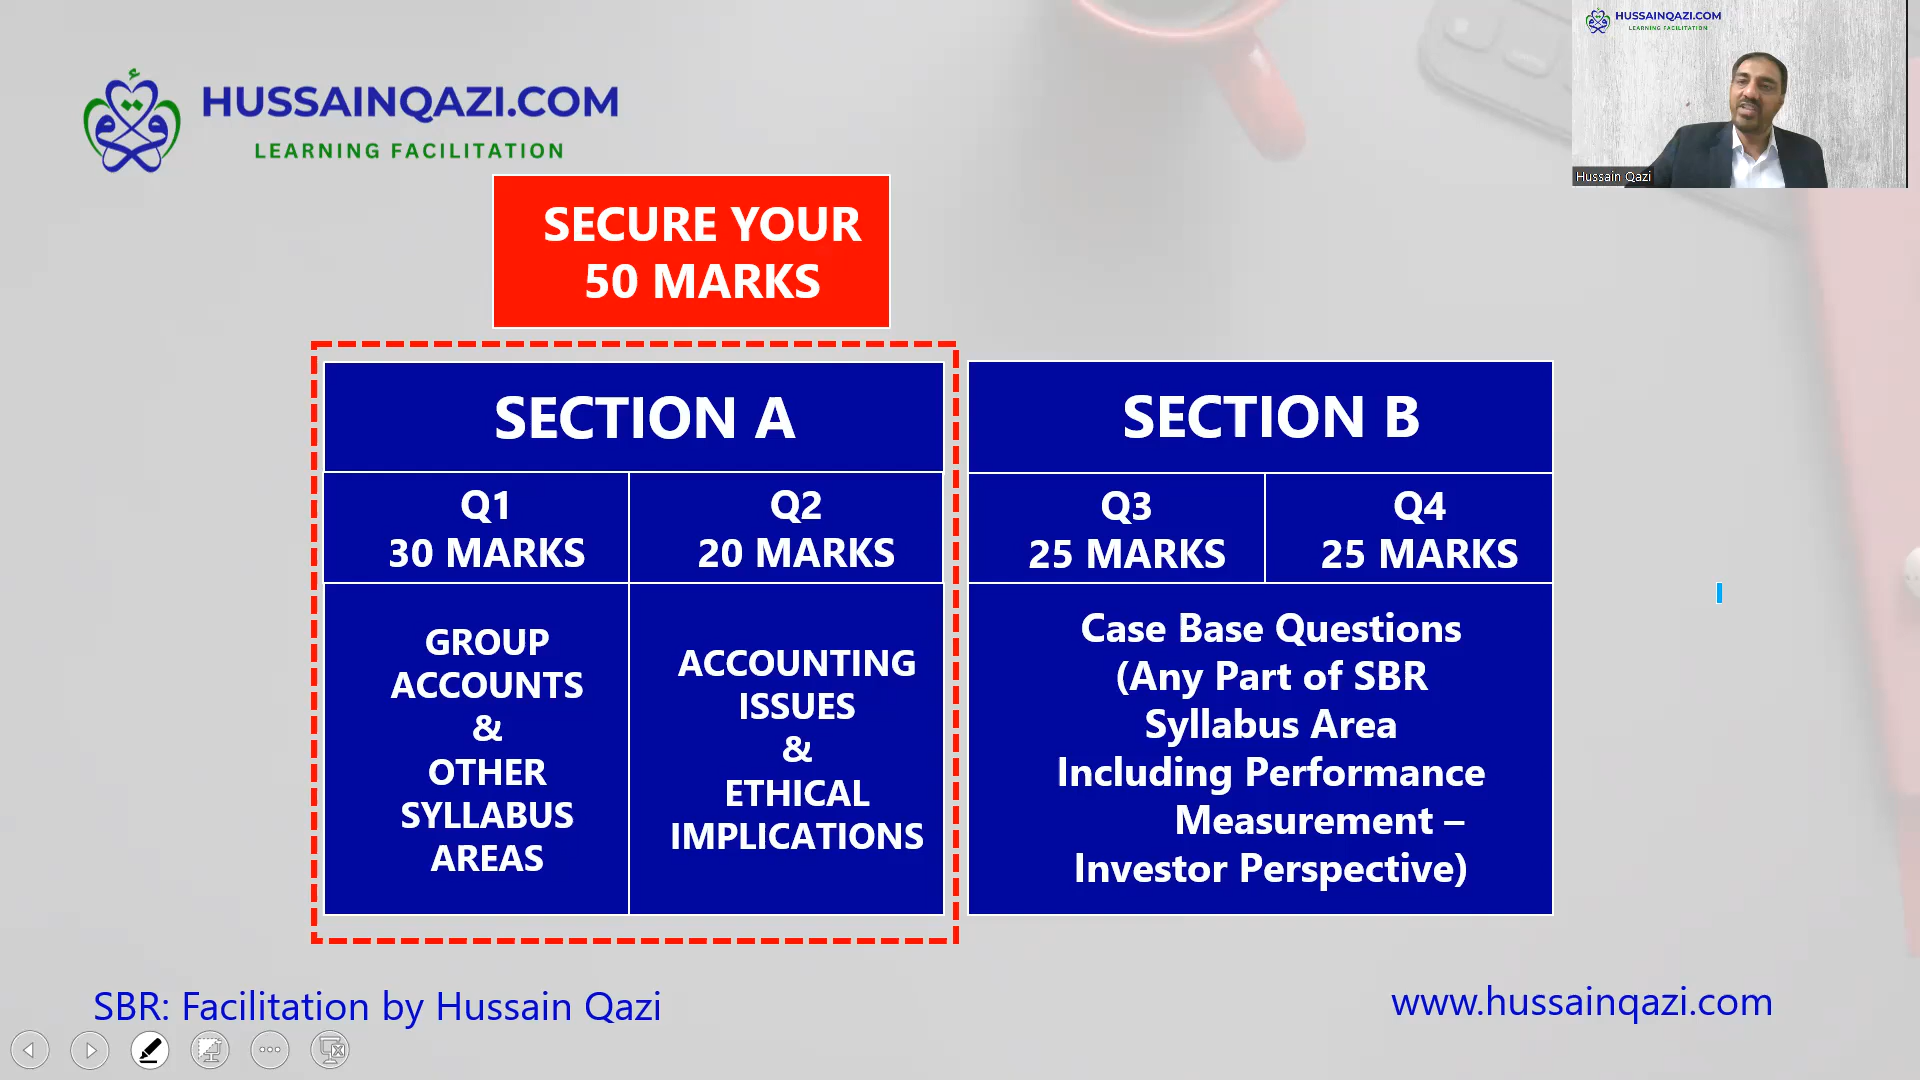 HUSSAINQAZI.COM
LEARNING FACILITATION
HUSSAINQAZI.COM
LEARNING FACILITATION
Hussain Qazi
SECURE YOUR
50 MARKS
SECTION A
Q1
30 MARKS
Q2
20 MARKS
GROUP
ACCOUNTS
&
OTHER
SYLLABUS
AREAS
ACCOUNTING
ISSUES
&
ETHICAL
IMPLICATIONS
SECTION B
Q3
25 MARKS
Q4
25 MARKS
Case Base Questions
(Any Part of SBR
Syllabus Area
Including Performance
Measurement –
Investor Perspective)
SBR: Facilitation by Hussain Qazi
www.hussainqazi.com